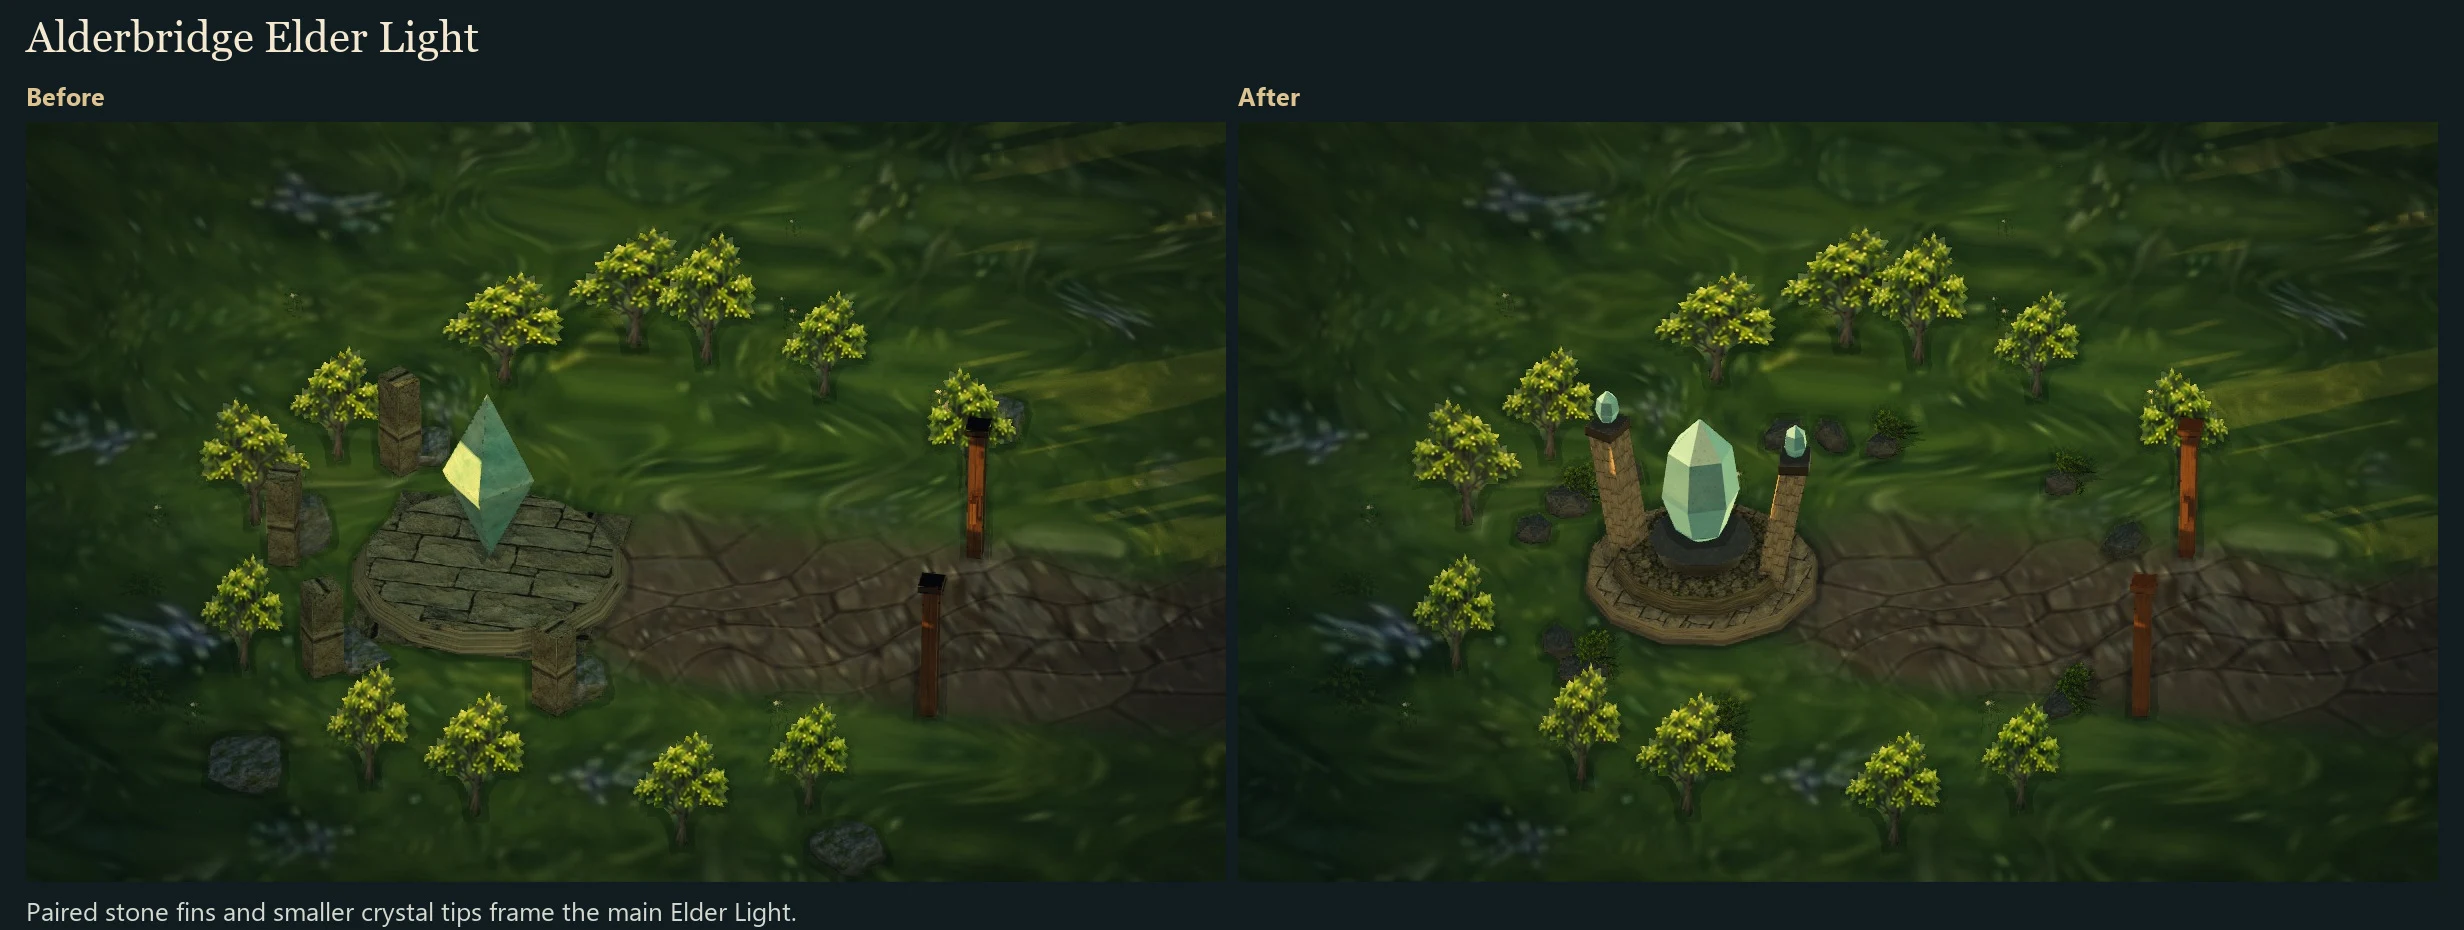 Alderbridge Elder Light
Before
After
Paired stone fins and smaller crystal tips frame the main Elder Light.